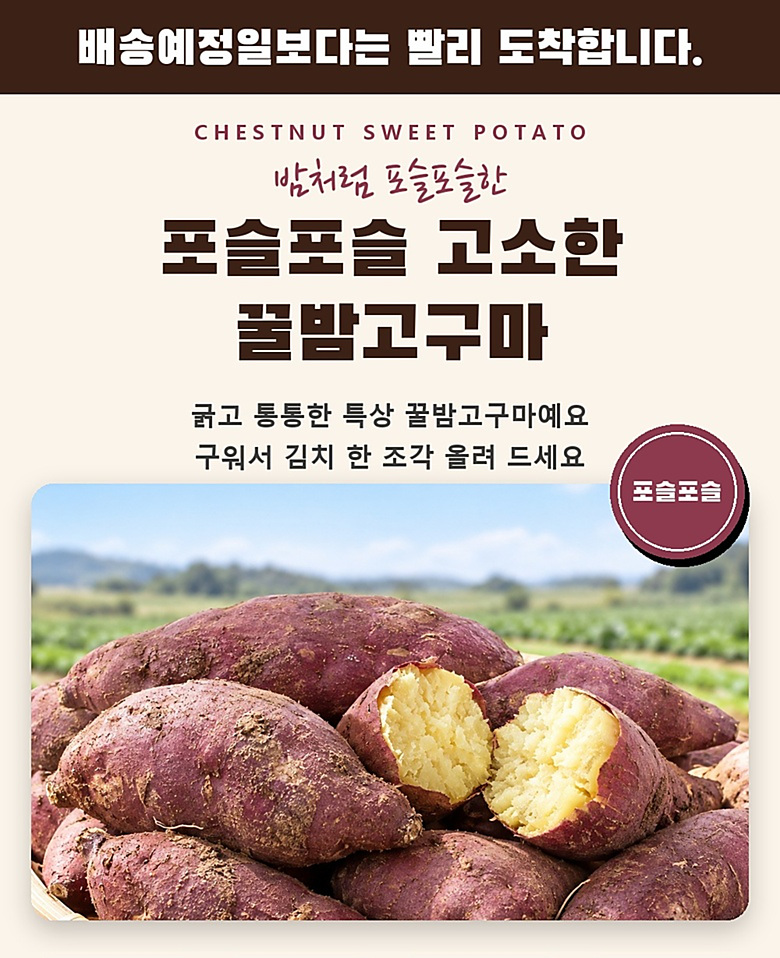 배송예정일보다는 빨리 도착합니다.
CHESTNUT SWEET POTATO
밤처럼 포슬포슬한
포슬포슬 고소한
꿀밤고구마
굵고 통통한 특상 꿀밤고구마예요
구워서 김치 한 조각 올려 드세요
포슬포슬